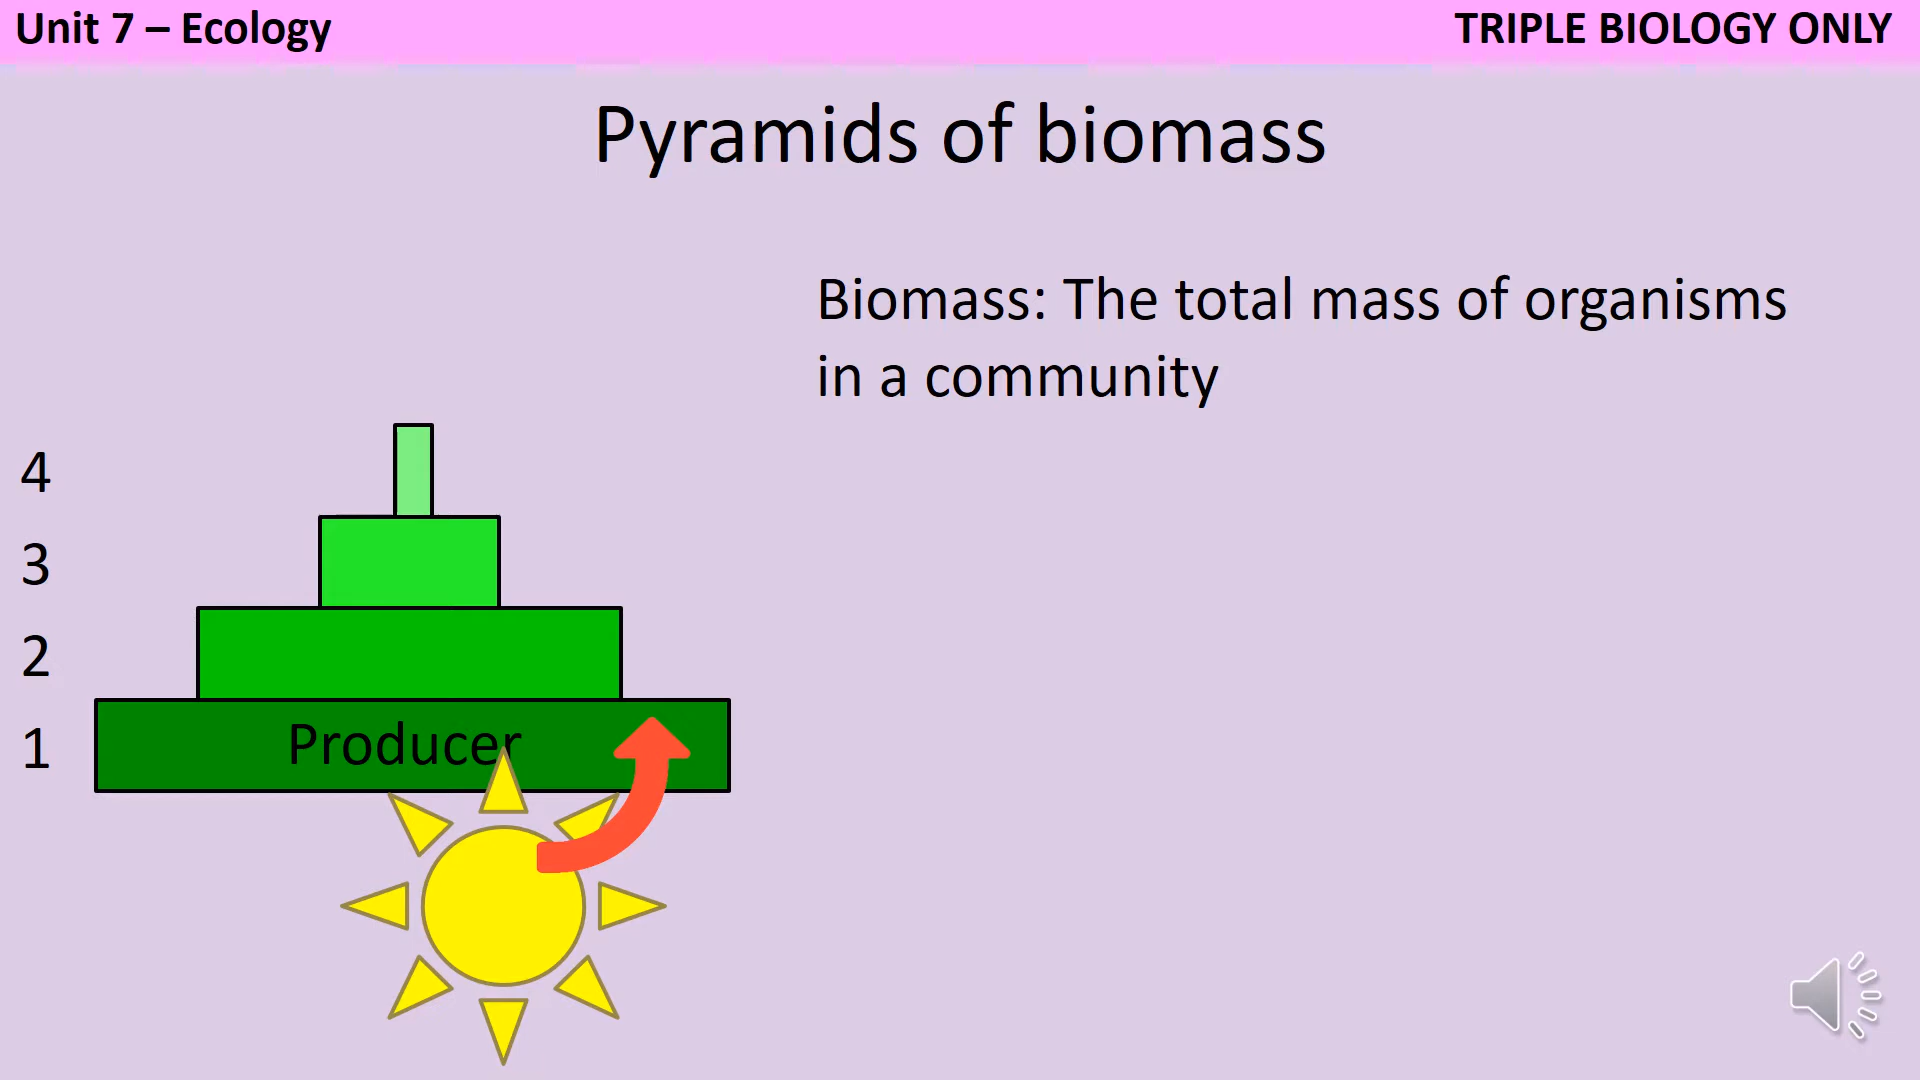 Unit 7 – Ecology
TRIPLE BIOLOGY ONLY
Pyramids of biomass
Biomass: The total mass of organisms
in a community
4
3
2
1
Producer